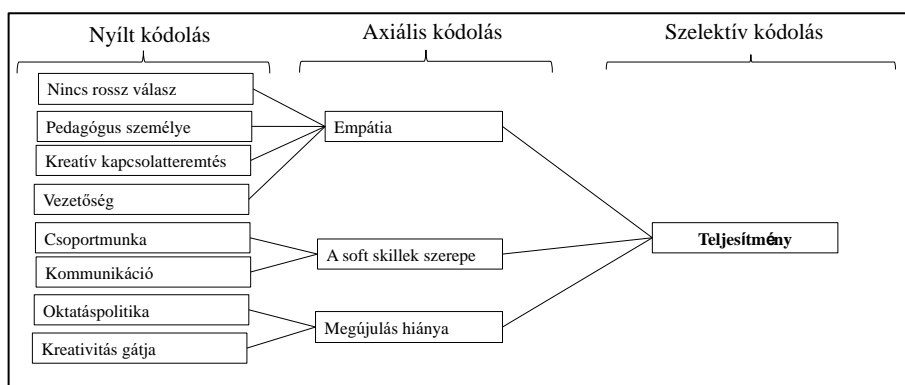 Nyílt kódolás
Axiális kódolás
Szelektív kódolás
Nincs rossz válasz
Pedagógus személye
Kreatív kapcsolatteremtés
Vezetőség
Csoportmunka
Kommunikáció
Oktatáspolitika
Kreativitás gátja
Empátia
A soft skillek szerepe
Megújulás hiánya
Teljesítmény